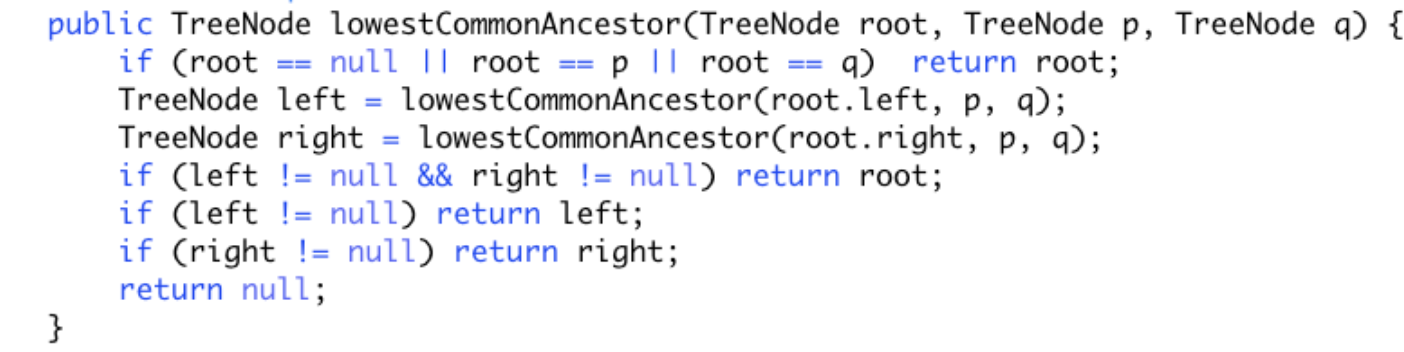 public TreeNode lowestCommonAncestor(TreeNode root, TreeNode p, TreeNode q) {
    if (root == null || root == p || root == q)  return root;
    TreeNode left = lowestCommonAncestor(root.left, p, q);
    TreeNode right = lowestCommonAncestor(root.right, p, q);
    if (left != null && right != null) return root;
    if (left != null) return left;
    if (right != null) return right;
    return null;
}